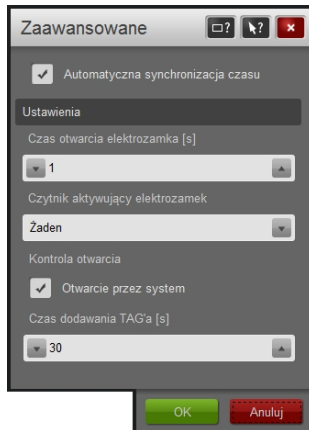 Zaawansowane
Automatyczna synchronizacja czasu
Ustawienia
Czas otwarcia elektrozamka [s]
1
Czytnik aktywujący elektrozamek
Żaden
Kontrola otwarcia
Otwarcie przez system
Czas dodawania TAG'a [s]
30
OK Anuluj